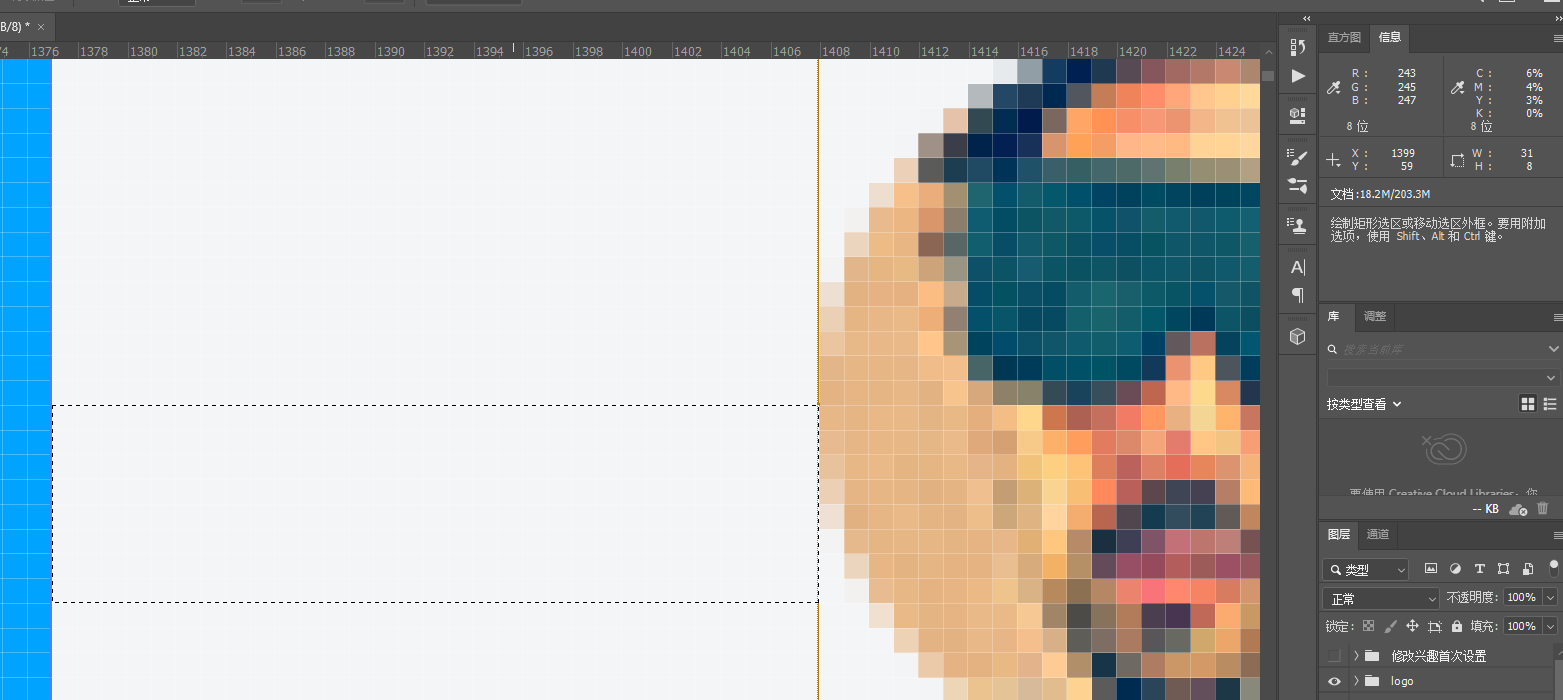 正常
B/8) * ×
74 1376 1378 1380 1382 1384 1386 1388 1390 1392 1394 1396 1398 1400 1402 1404 1406 1408 1410 1412 1414 1416 1418 1420 1422 1424
直方图 信息
R : 243 C : 6%
G : 245 M : 4%
B : 247 Y : 3%
K : 0%
8 位 8 位
X : 1399 W : 31
Y : 59 H : 8
文档:18.2M/203.3M
绘制矩形选区或移动选区外框。要用附加
选项，使用 Shift、Alt 和 Ctrl 键。
库 调整
搜索当前库
按类型查看
要使用 Creative Cloud Libraries，您
-- KB
图层 通道
类型
正常 不透明度: 100%
锁定: 填充: 100%
修改兴趣首次设置
logo